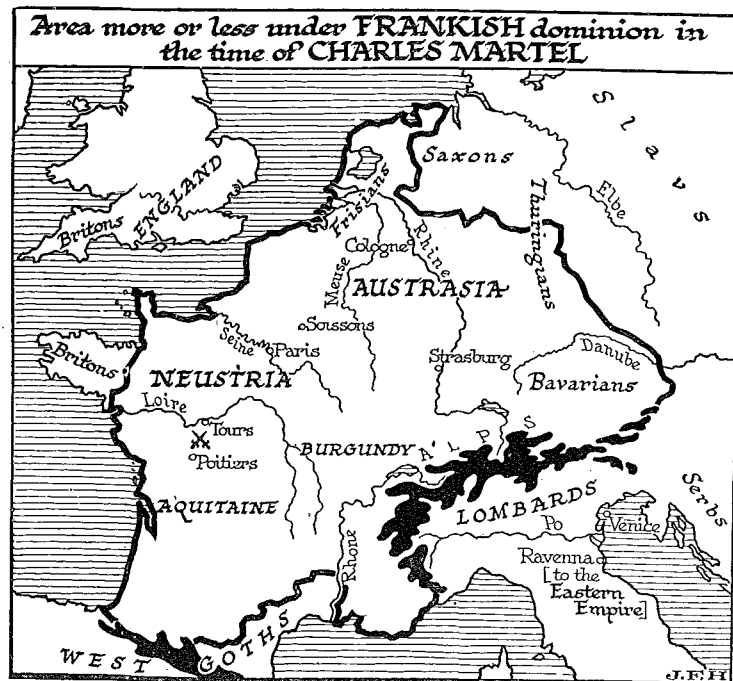 Area more or less under FRANKISH dominion in
the time of CHARLES MARTEL
Slavs
Saxons
ENGLAND
Britons
Frisians
Thuringians
Elbe
Cologne
Rhine
Meuse
AUSTRASIA
Soussons
Seine
Paris
Britons
Strasburg
Danube
NEUSTRIA
Bavarians
Loire
Tours
Poitiers
BURGUNDY
ALPS
AQUITAINE
LOMBARDS
Serbs
Po
Venice
Rhone
Ravenna
[to the
Eastern
Empire]
WEST GOTHS
J.F.H